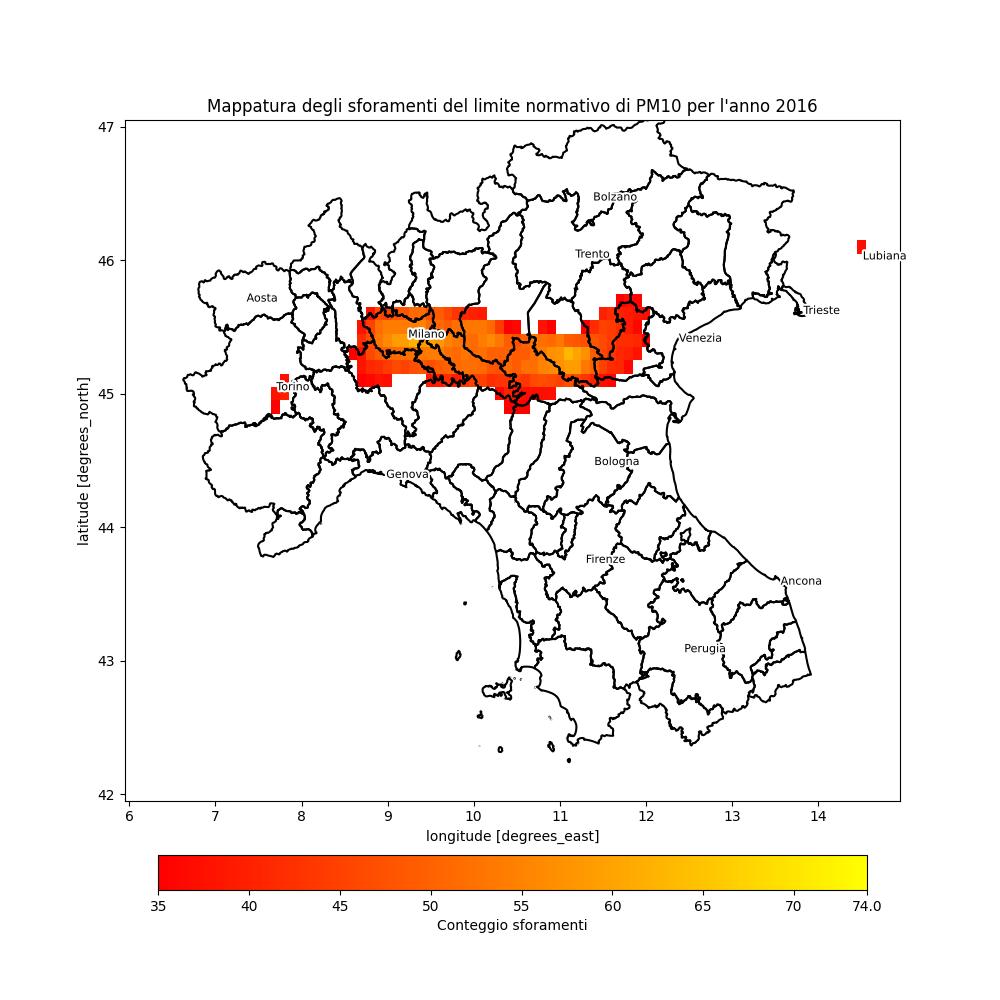 Mappatura degli sforamenti del limite normativo di PM10 per l'anno 2016
47
46
45
44
43
42
latitude [degrees_north]
Bolzano
Trento
Lubiana
Aosta
Trieste
Milano
Venezia
Torino
Genova
Bologna
Firenze
Ancona
Perugia
6 7 8 9 10 11 12 13 14
longitude [degrees_east]
35 40 45 50 55 60 65 70 74.0
Conteggio sforamenti